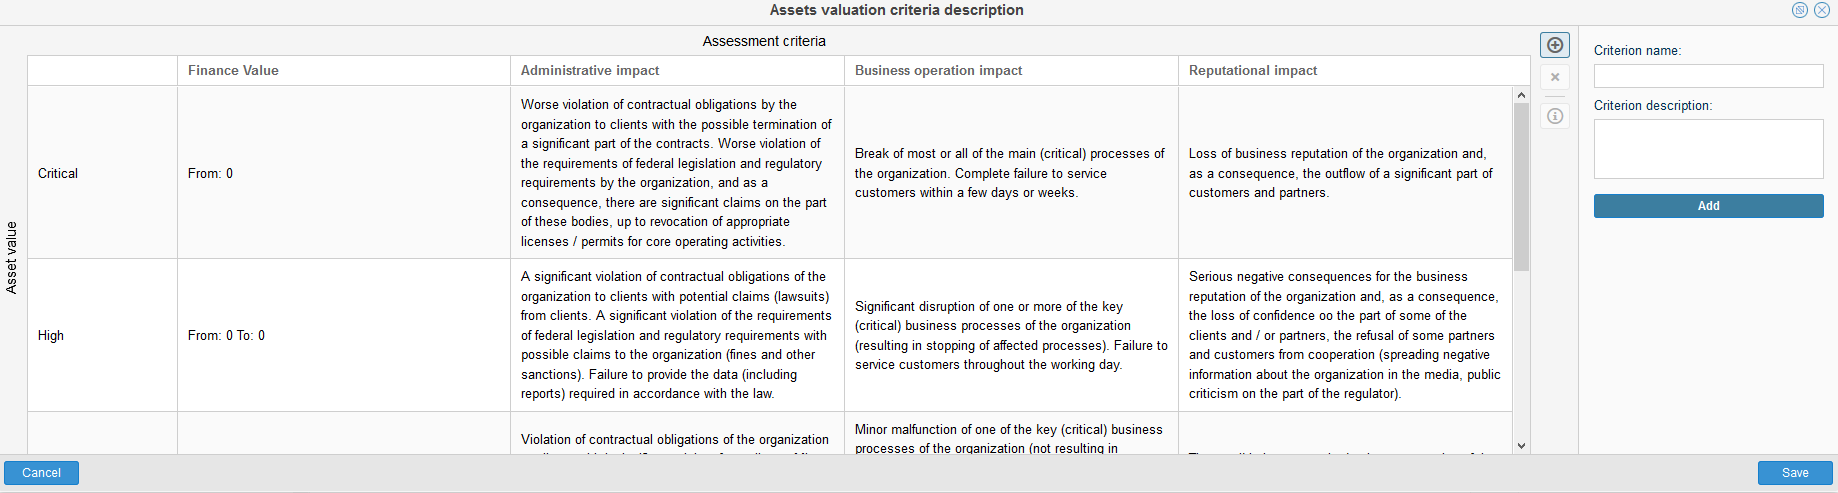 Assets valuation criteria description
Assessment criteria
Finance Value
Administrative impact
Business operation impact
Reputational impact
Asset value
Critical
From: 0
Worse violation of contractual obligations by the
organization to clients with the possible termination of
a significant part of the contracts. Worse violation of
the requirements of federal legislation and regulatory
requirements by the organization, and as a
consequence, there are significant claims on the part
of these bodies, up to revocation of appropriate
licenses / permits for core operating activities.
Break of most or all of the main (critical) processes of
the organization. Complete failure to service
customers within a few days or weeks.
Loss of business reputation of the organization and,
as a consequence, the outflow of a significant part of
customers and partners.
High
From: 0 To: 0
A significant violation of contractual obligations of the
organization to clients with potential claims (lawsuits)
from clients. A significant violation of the requirements
of federal legislation and regulatory requirements with
possible claims to the organization (fines and other
sanctions). Failure to provide the data (including
reports) required in accordance with the law.
Significant disruption of one or more of the key
(critical) business processes of the organization
(resulting in stopping of affected processes). Failure to
service customers throughout the working day.
Serious negative consequences for the business
reputation of the organization and, as a consequence,
the loss of confidence oo the part of some of the
clients and / or partners, the refusal of some partners
and customers from cooperation (spreading negative
information about the organization in the media, public
criticism on the part of the regulator).
Violation of contractual obligations of the organization
Minor malfunction of one of the key (critical) business
processes of the organization (not resulting in
Criterion name:
Criterion description:
Add
Cancel
Save